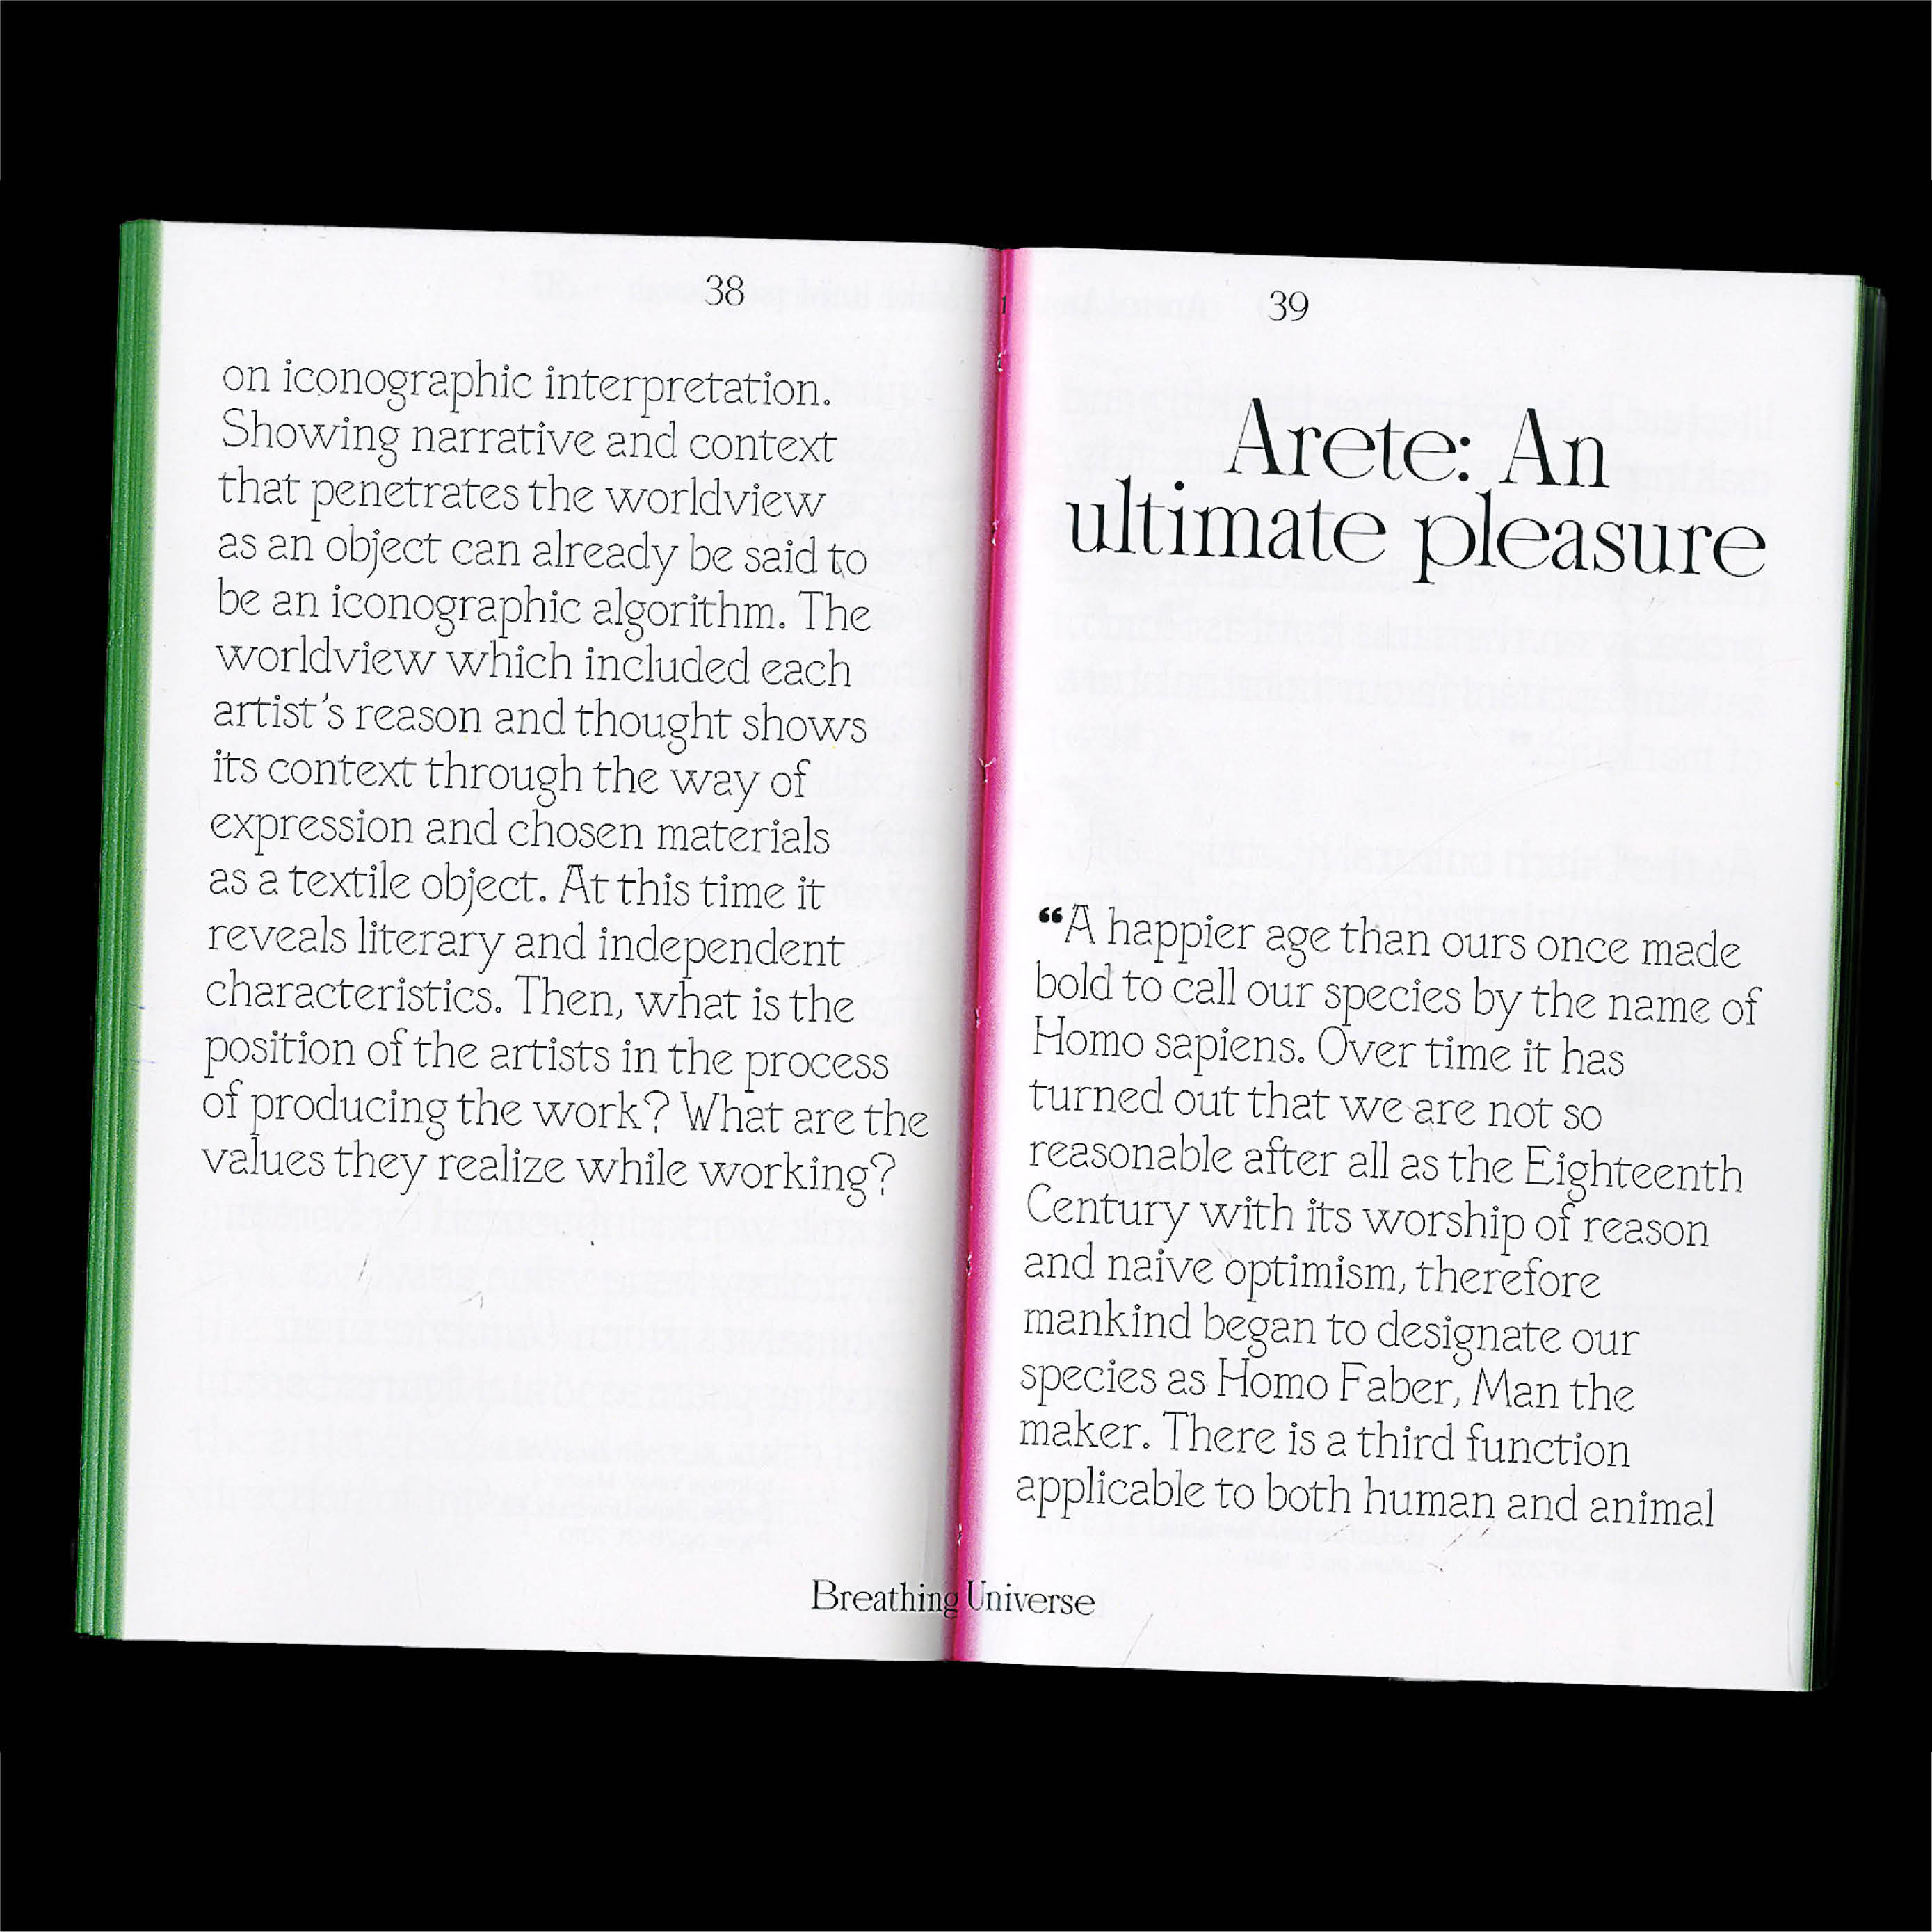 38
on iconographic interpretation.
Showing narrative and context
that penetrates the worldview
as an object can already be said to
be an iconographic algorithm. The
worldview which included each
artist's reason and thought shows
its context through the way of
expression and chosen materials
as a textile object. At this time it
reveals literary and independent
characteristics. Then, what is the
position of the artists in the process
of producing the work? What are the
values they realize while working?
39
Arete: An
ultimate pleasure
“A happier age than ours once made
bold to call our species by the name of
Homo sapiens. Over time it has
turned out that we are not so
reasonable after all as the Eighteenth
Century with its worship of reason
and naive optimism, therefore
mankind began to designate our
species as Homo Faber, Man the
maker. There is a third function
applicable to both human and animal
Breathing Universe